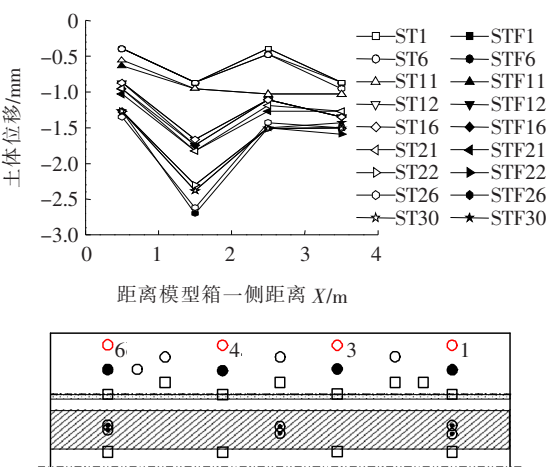 0
−0.5
−1.0
−1.5
−2.0
−2.5
−3.0
土体位移/mm
0 1 2 3 4
距离模型箱一侧距离 X/m
ST1 STF1
ST6 STF6
ST11 STF11
ST12 STF12
ST16 STF16
ST21 STF21
ST22 STF22
ST26 STF26
ST30 STF30
6 4 3 1